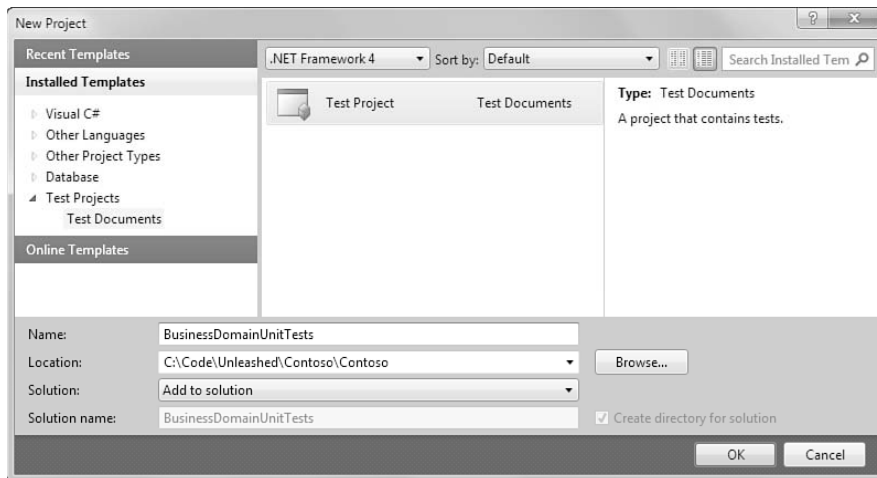 New Project
Recent Templates
Installed Templates
Visual C#
Other Languages
Other Project Types
Database
Test Projects
Test Documents
Online Templates
.NET Framework 4
Sort by: Default
Search Installed Tem
Test Project Test Documents
Type: Test Documents
A project that contains tests.
Name: BusinessDomainUnitTests
Location: C:\Code\Unleashed\Contoso\Contoso Browse...
Solution: Add to solution
Solution name: BusinessDomainUnitTests Create directory for solution
OK Cancel